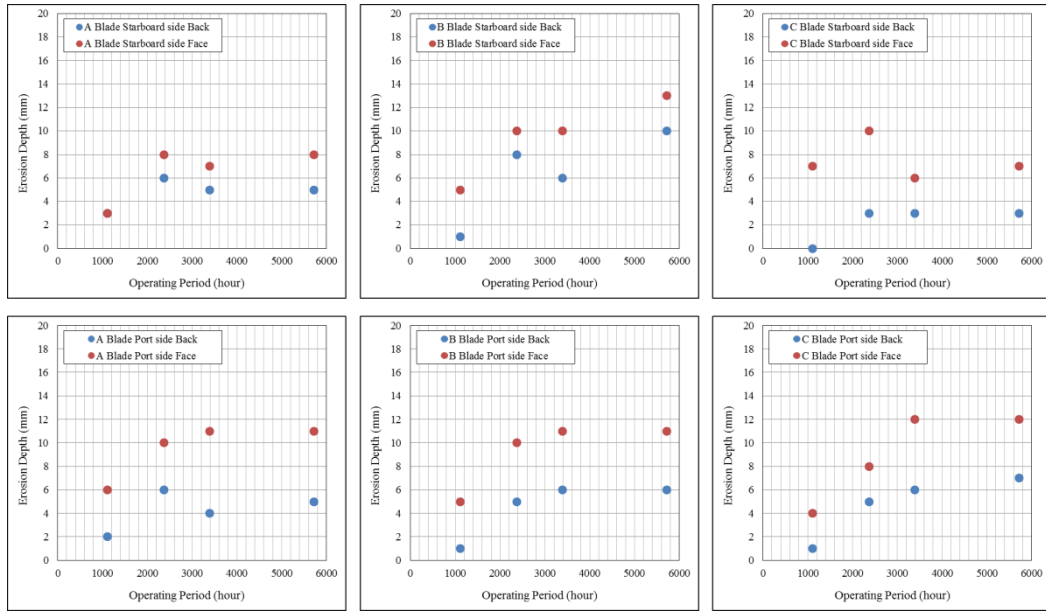 A Blade Starboard side Back
A Blade Starboard side Face
20
18
16
14
12
10
8
6
4
2
0
Erosion Depth (mm)
0 1000 2000 3000 4000 5000 6000
Operating Period (hour)
B Blade Starboard side Back
B Blade Starboard side Face
20
18
16
14
12
10
8
6
4
2
0
Erosion Depth (mm)
0 1000 2000 3000 4000 5000 6000
Operating Period (hour)
C Blade Starboard side Back
C Blade Starboard side Face
20
18
16
14
12
10
8
6
4
2
0
Erosion Depth (mm)
0 1000 2000 3000 4000 5000 6000
Operating Period (hour)
A Blade Port side Back
A Blade Port side Face
20
18
16
14
12
10
8
6
4
2
0
Erosion Depth (mm)
0 1000 2000 3000 4000 5000 6000
Operating Period (hour)
B Blade Port side Back
B Blade Port side Face
20
18
16
14
12
10
8
6
4
2
0
Erosion Depth (mm)
0 1000 2000 3000 4000 5000 6000
Operating Period (hour)
C Blade Port side Back
C Blade Port side Face
20
18
16
14
12
10
8
6
4
2
0
Erosion Depth (mm)
0 1000 2000 3000 4000 5000 6000
Operating Period (hour)